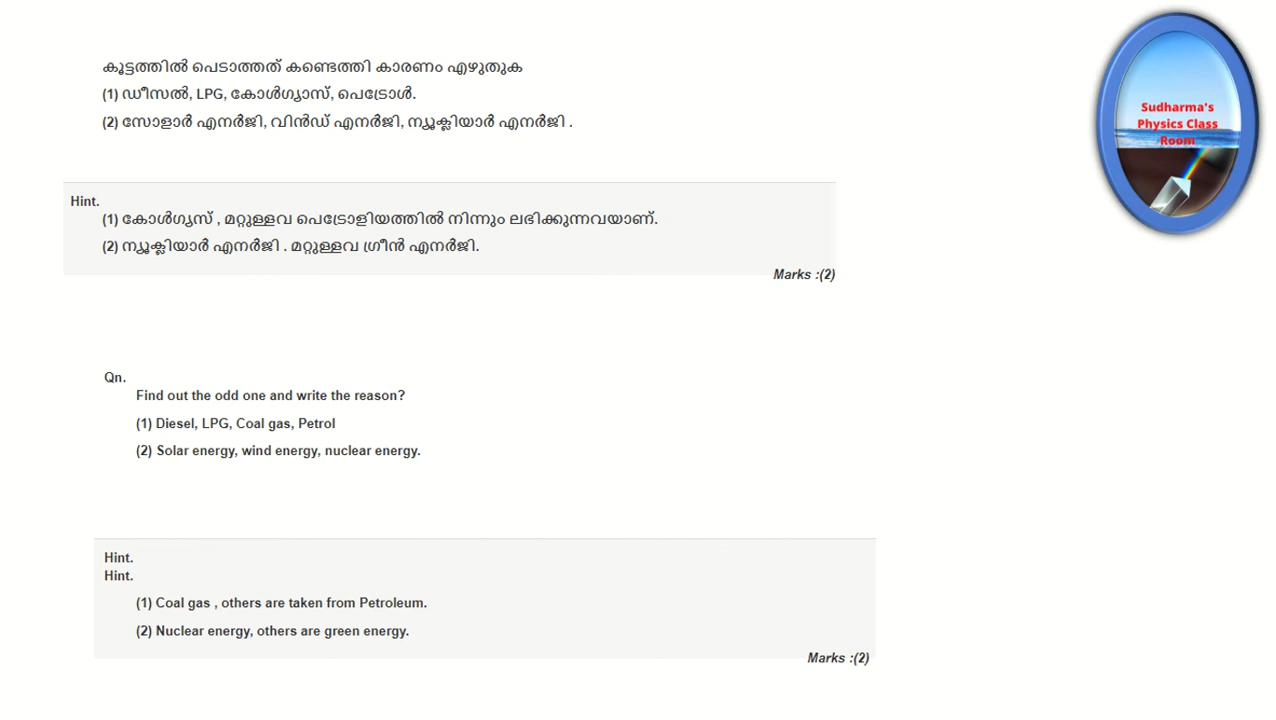 കൂട്ടത്തിൽ പെടാത്തത് കണ്ടെത്തി കാരണം എഴുതുക
(1) ഡീസൽ, LPG, കോൾഗ്യാസ്, പെട്രോൾ.
(2) സോളാർ എനർജി, വിൻഡ് എനർജി, ന്യൂക്ലിയാർ എനർജി .
Hint.
(1) കോൾഗ്യസ് , മറ്റുള്ളവ പെട്രോളിയത്തിൽ നിന്നും ലഭിക്കുന്നവയാണ്.
(2) ന്യൂക്ലിയാർ എനർജി . മറ്റുള്ളവ ഗ്രീൻ എനർജി.
Marks :(2)
Qn.
Find out the odd one and write the reason?
(1) Diesel, LPG, Coal gas, Petrol
(2) Solar energy, wind energy, nuclear energy.
Hint.
Hint.
(1) Coal gas , others are taken from Petroleum.
(2) Nuclear energy, others are green energy.
Marks :(2)
Sudharma's
Physics Class
Room